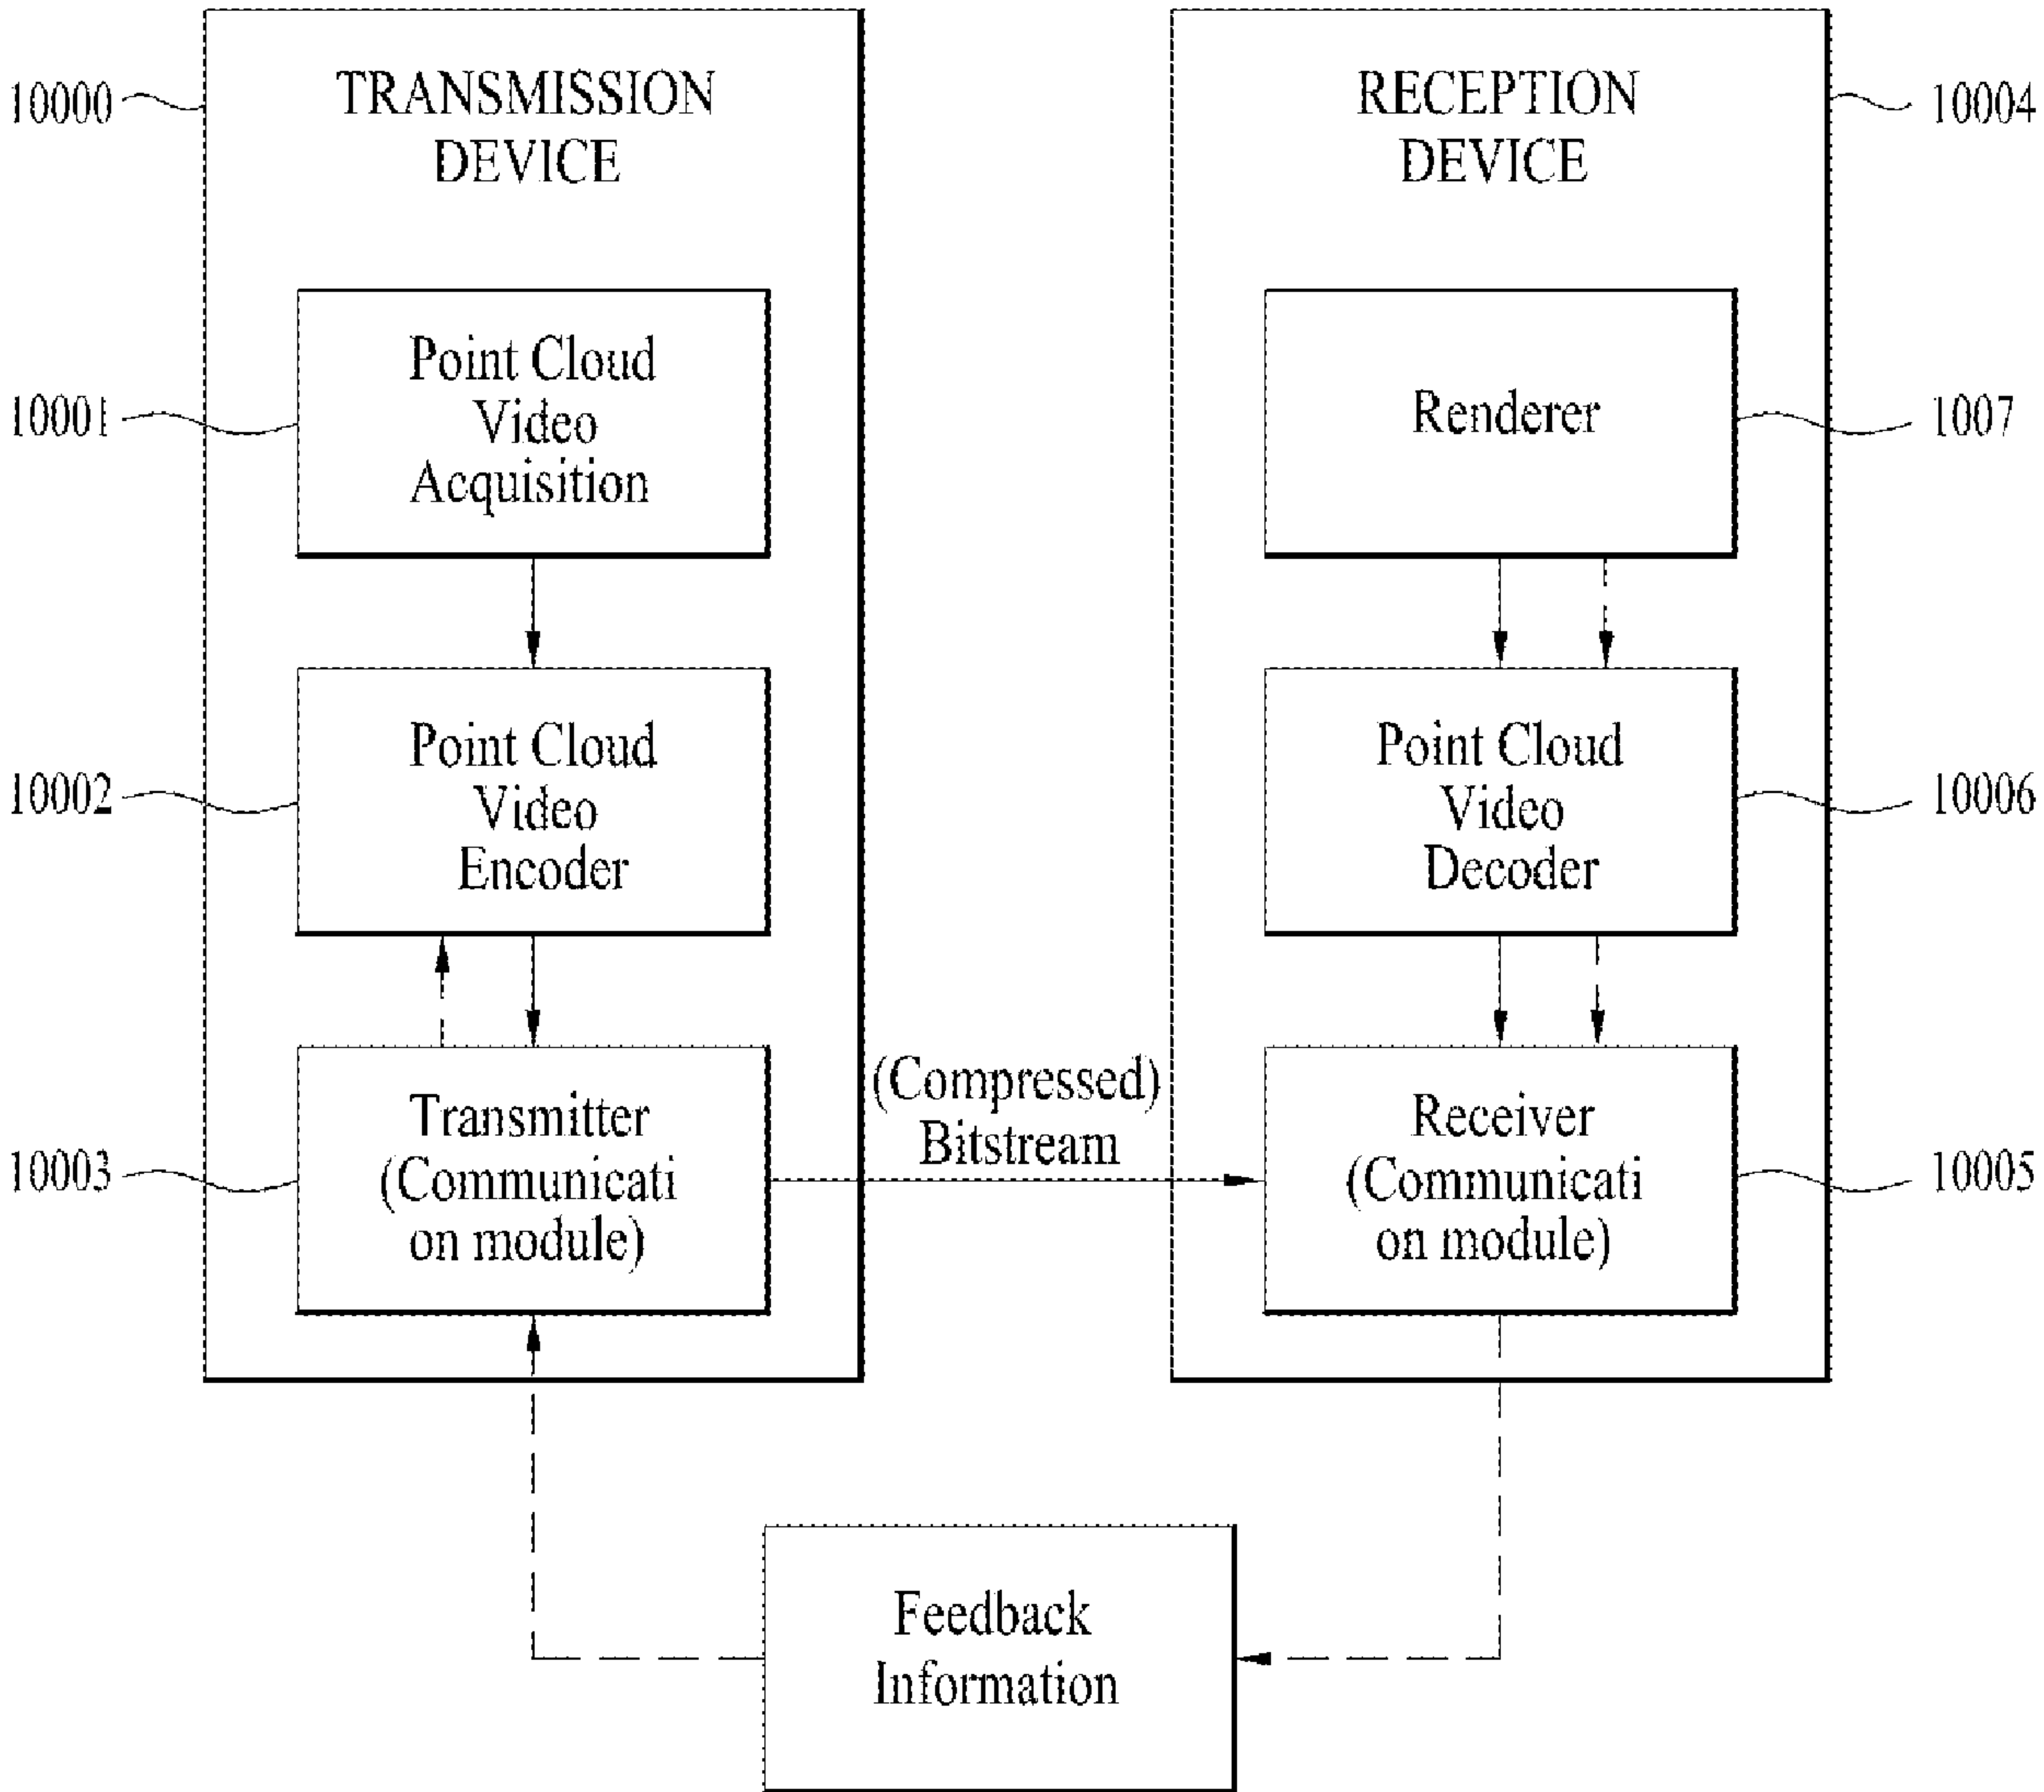 TRANSMISSION
DEVICE
10000
Point Cloud
Video
Acquisition
10001
Point Cloud
Video
Encoder
10002
Transmitter
(Communicati
on module)
10003
(Compressed)
Bitstream
RECEPTION
DEVICE
10004
Renderer
1007
Point Cloud
Video
Decoder
10006
Receiver
(Communicati
on module)
10005
Feedback
Information